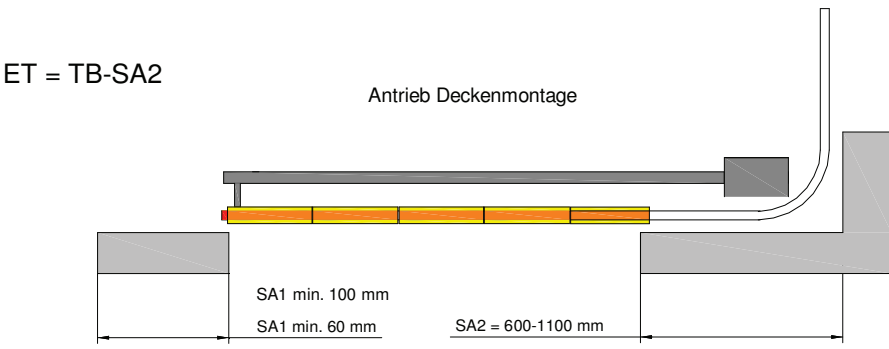 ET = TB-SA2
Antrieb Deckenmontage
SA1 min. 100 mm
SA1 min. 60 mm
SA2 = 600-1100 mm